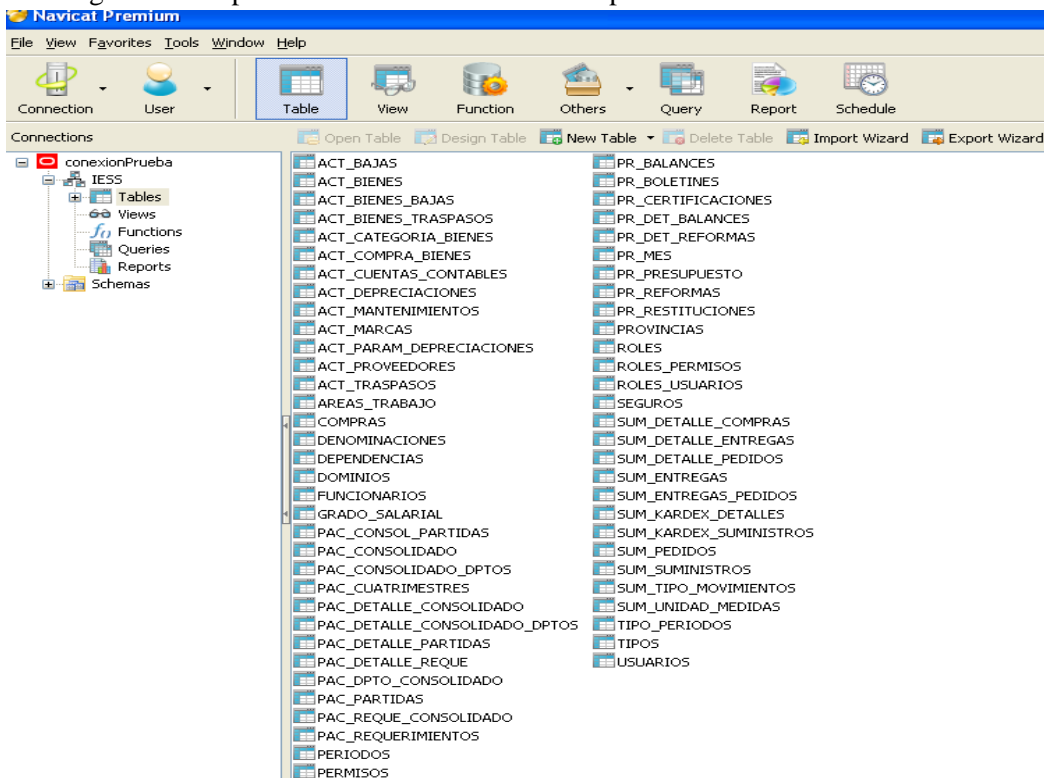 Navicat Premium
File View Favorites Tools Window Help
Connection User Table View Function Others Query Report Schedule
Connections Open Table Design Table New Table Delete Table Import Wizard Export Wizard
conexionPrueba
IESS
Tables
Views
Functions
Queries
Reports
Schemas
ACT_BAJAS
ACT_BIENES
ACT_BIENES_BAJAS
ACT_BIENES_TRASPASOS
ACT_CATEGORIA_BIENES
ACT_COMPRA_BIENES
ACT_CUENTAS_CONTABLES
ACT_DEPRECIACIONES
ACT_MANTENIMIENTOS
ACT_MARCAS
ACT_PARAM_DEPRECIACIONES
ACT_PROVEEDORES
ACT_TRASPASOS
AREAS_TRABAJO
COMPRAS
DENOMINACIONES
DEPENDENCIAS
DOMINIOS
FUNCIONARIOS
GRADO_SALARIAL
PAC_CONSOL_PARTIDAS
PAC_CONSOLIDADO
PAC_CONSOLIDADO_DPTOS
PAC_CUATRIMESTRES
PAC_DETALLE_CONSOLIDADO
PAC_DETALLE_CONSOLIDADO_DPTOS
PAC_DETALLE_PARTIDAS
PAC_DETALLE_REQUE
PAC_DPTO_CONSOLIDADO
PAC_PARTIDAS
PAC_REQUE_CONSOLIDADO
PAC_REQUERIMIENTOS
PERIODOS
PERMISOS
PR_BALANCES
PR_BOLETINES
PR_CERTIFICACIONES
PR_DET_BALANCES
PR_DET_REFORMAS
PR_MES
PR_PRESUPUESTO
PR_REFORMAS
PR_RESTITUCIONES
PROVINCIAS
ROLES
ROLES_PERMISOS
ROLES_USUARIOS
SEGUROS
SUM_DETALLE_COMPRAS
SUM_DETALLE_ENTREGAS
SUM_DETALLE_PEDIDOS
SUM_ENTREGAS
SUM_ENTREGAS_PEDIDOS
SUM_KARDEX_DETALLES
SUM_KARDEX_SUMINISTROS
SUM_PEDIDOS
SUM_SUMINISTROS
SUM_TIPO_MOVIMIENTOS
SUM_UNIDAD_MEDIDAS
TIPO_PERIODOS
TIPOS
USUARIOS